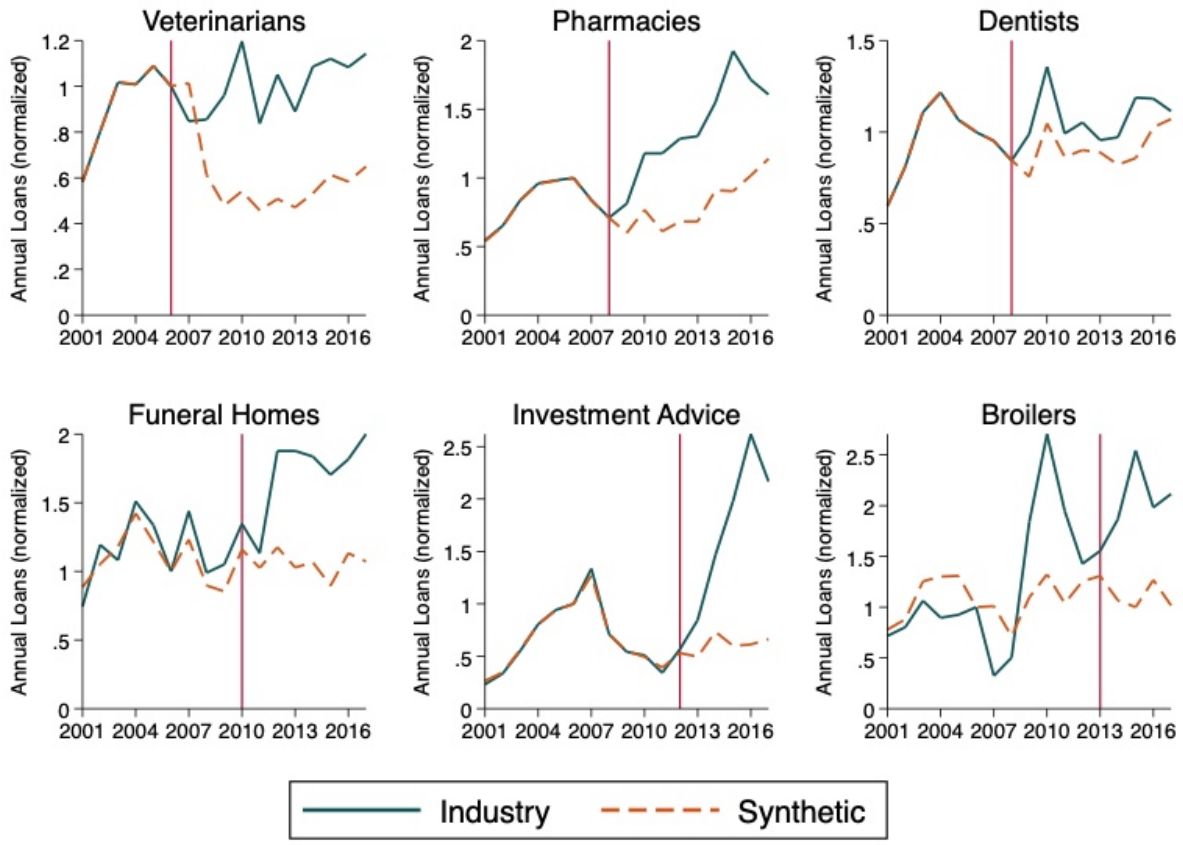 Veterinarians
Annual Loans (normalized)
1.2
1
.8
.6
.4
.2
0
2001 2004 2007 2010 2013 2016
Pharmacies
Annual Loans (normalized)
2
1.5
1
.5
0
2001 2004 2007 2010 2013 2016
Dentists
Annual Loans (normalized)
1.5
1
.5
0
2001 2004 2007 2010 2013 2016
Funeral Homes
Annual Loans (normalized)
2
1.5
1
.5
0
2001 2004 2007 2010 2013 2016
Investment Advice
Annual Loans (normalized)
2.5
2
1.5
1
.5
0
2001 2004 2007 2010 2013 2016
Broilers
Annual Loans (normalized)
2.5
2
1.5
1
.5
0
2001 2004 2007 2010 2013 2016
Industry Synthetic